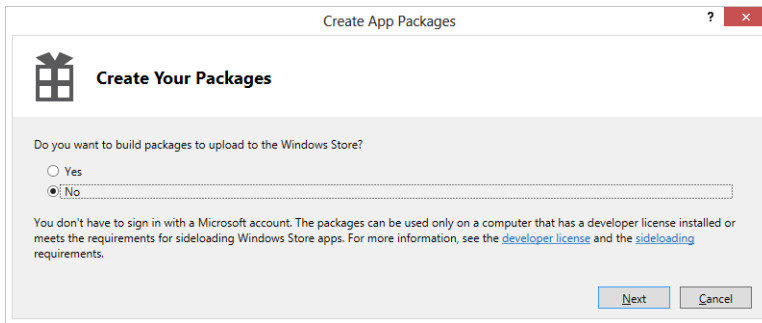 Create App Packages
? ×
Create Your Packages
Do you want to build packages to upload to the Windows Store?
Yes
No
You don't have to sign in with a Microsoft account. The packages can be used only on a computer that has a developer license installed or
meets the requirements for sideloading Windows Store apps. For more information, see the developer license and the sideloading
requirements.
Next Cancel